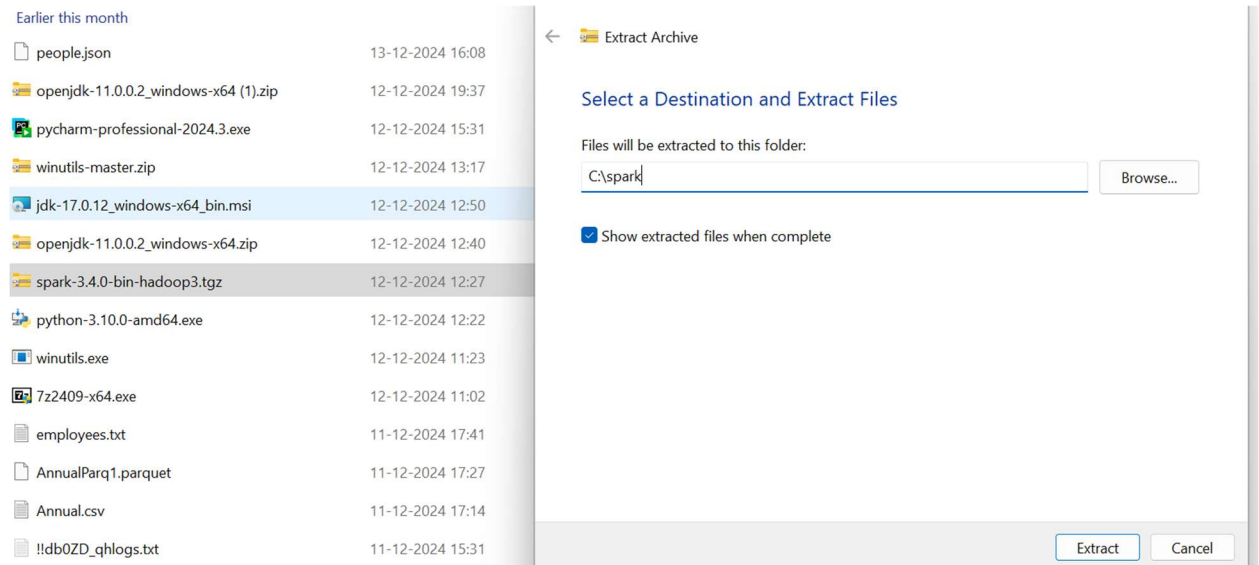 Earlier this month
people.json 13-12-2024 16:08
openjdk-11.0.0.2_windows-x64 (1).zip 12-12-2024 19:37
pycharm-professional-2024.3.exe 12-12-2024 15:31
winutils-master.zip 12-12-2024 13:17
jdk-17.0.12_windows-x64_bin.msi 12-12-2024 12:50
openjdk-11.0.0.2_windows-x64.zip 12-12-2024 12:40
spark-3.4.0-bin-hadoop3.tgz 12-12-2024 12:27
python-3.10.0-amd64.exe 12-12-2024 12:22
winutils.exe 12-12-2024 11:23
7z2409-x64.exe 12-12-2024 11:02
employees.txt 11-12-2024 17:41
AnnualParq1.parquet 11-12-2024 17:27
Annual.csv 11-12-2024 17:14
!!db0ZD_qhlogs.txt 11-12-2024 15:31
Extract Archive
Select a Destination and Extract Files
Files will be extracted to this folder:
C:\spark
Browse...
Show extracted files when complete
Extract Cancel